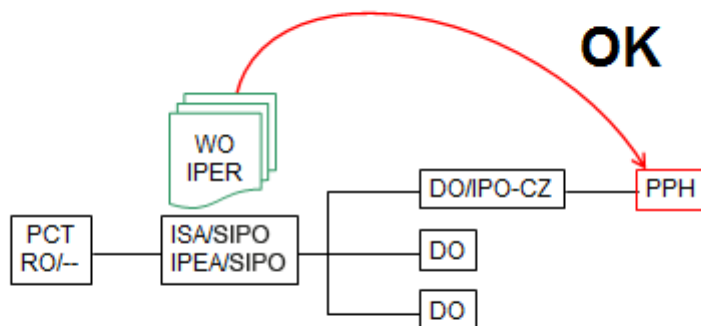 OK
WO
IPER
DO/IPO-CZ
PPH
PCT
RO/--
ISA/SIPO
IPEA/SIPO
DO
DO